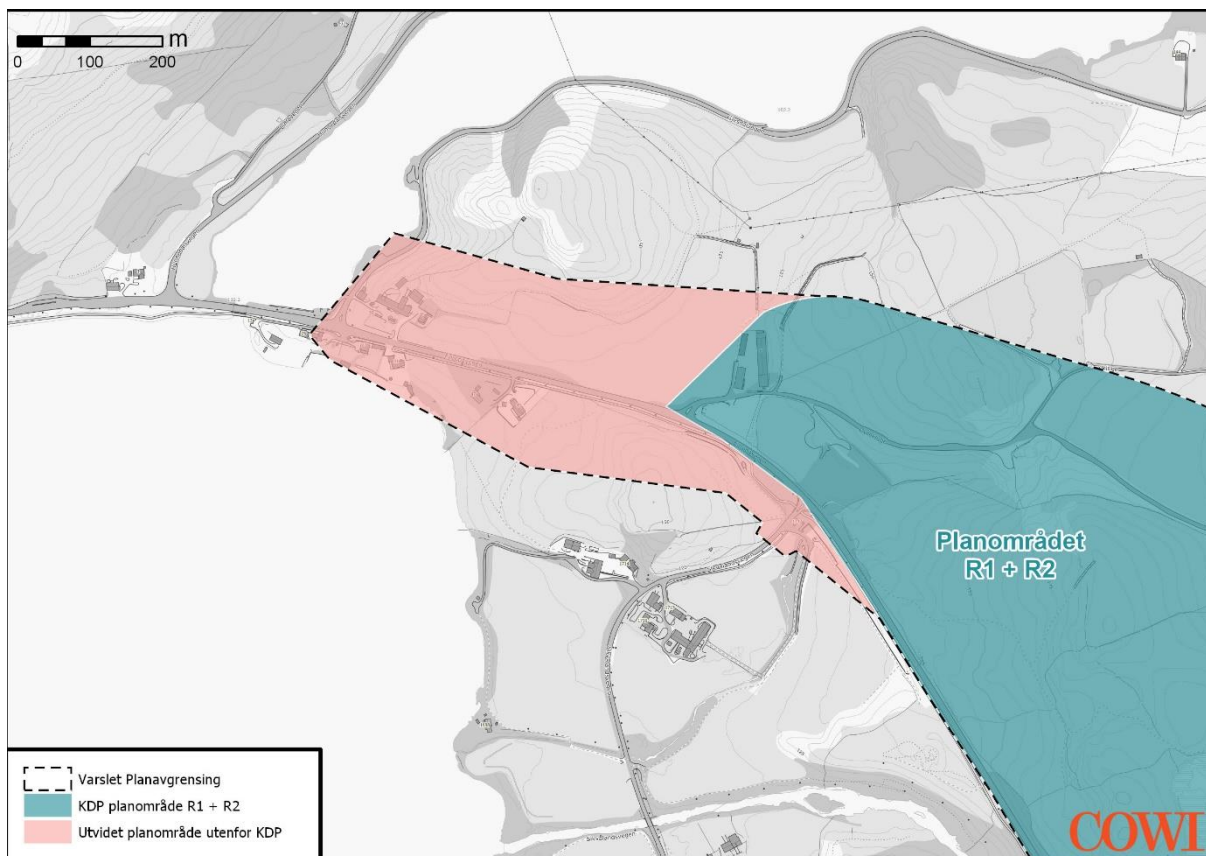 m
0 100 200
Planområdet
R1 + R2
Varslet Planavgrensing
KDP planområde R1 + R2
Utvidet planområde utenfor KDP
COWI